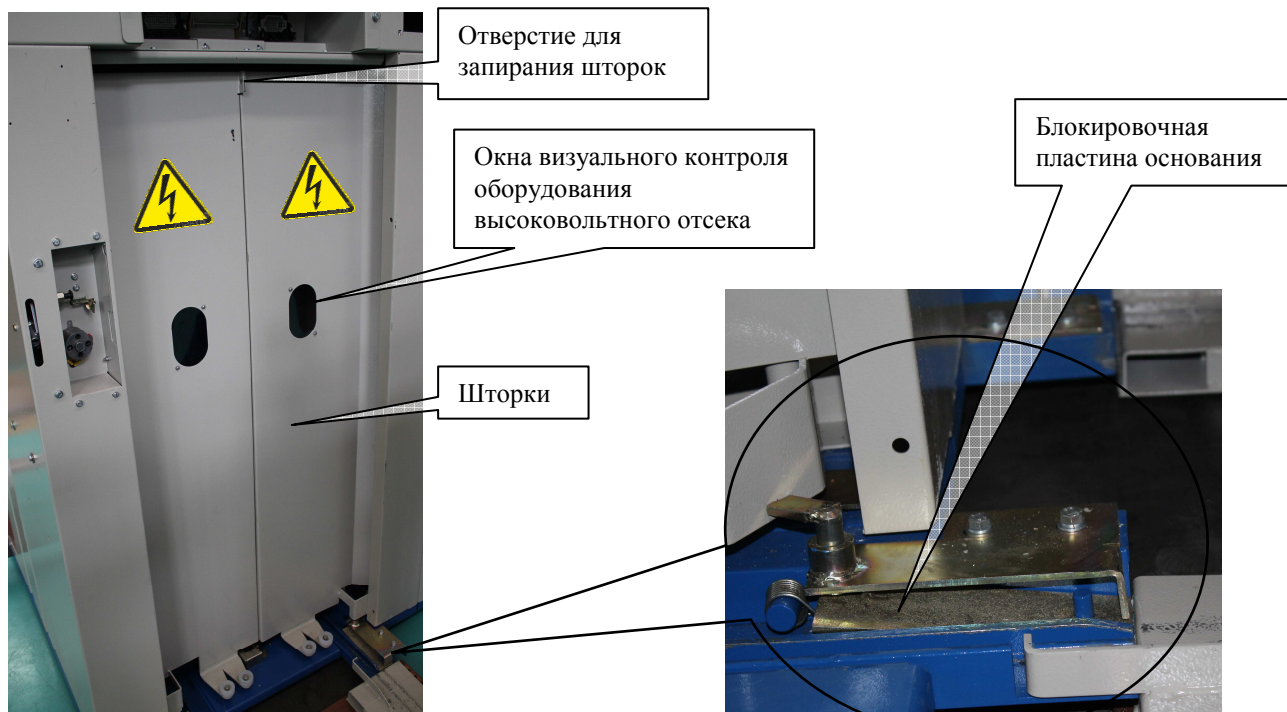 Отверстие для
запирания шторок
Окна визуального контроля
оборудования
высоковольтного отсека
Шторки
Блокировочная
пластина основания